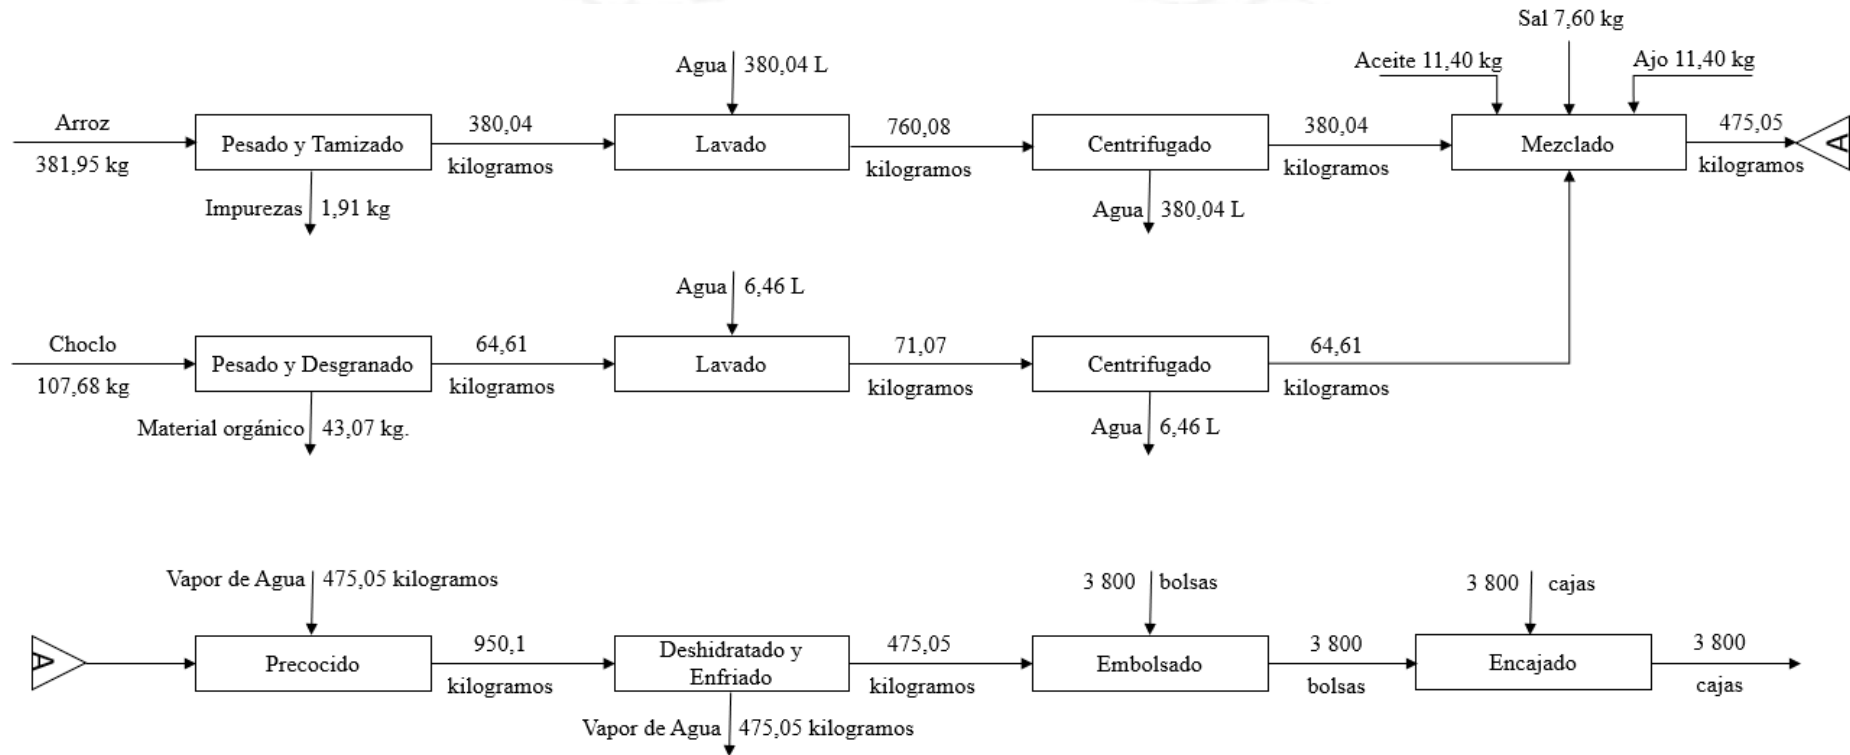 Sal 7,60 kg
Agua 380,04 L
Aceite 11,40 kg
Ajo 11,40 kg
Arroz
381,95 kg
Pesado y Tamizado
380,04
kilogramos
Lavado
760,08
kilogramos
Centrifugado
380,04
kilogramos
Mezclado
475,05
kilogramos
A
Impurezas 1,91 kg
Agua 380,04 L
Agua 6,46 L
Choclo
107,68 kg
Pesado y Desgranado
64,61
kilogramos
Lavado
71,07
kilogramos
Centrifugado
64,61
kilogramos
Material orgánico 43,07 kg.
Agua 6,46 L
Vapor de Agua 475,05 kilogramos
3 800 bolsas
3 800 cajas
A
Precocido
950,1
kilogramos
Deshidratado y
Enfriado
475,05
kilogramos
Embolsado
3 800
bolsas
Encajado
3 800
cajas
Vapor de Agua 475,05 kilogramos